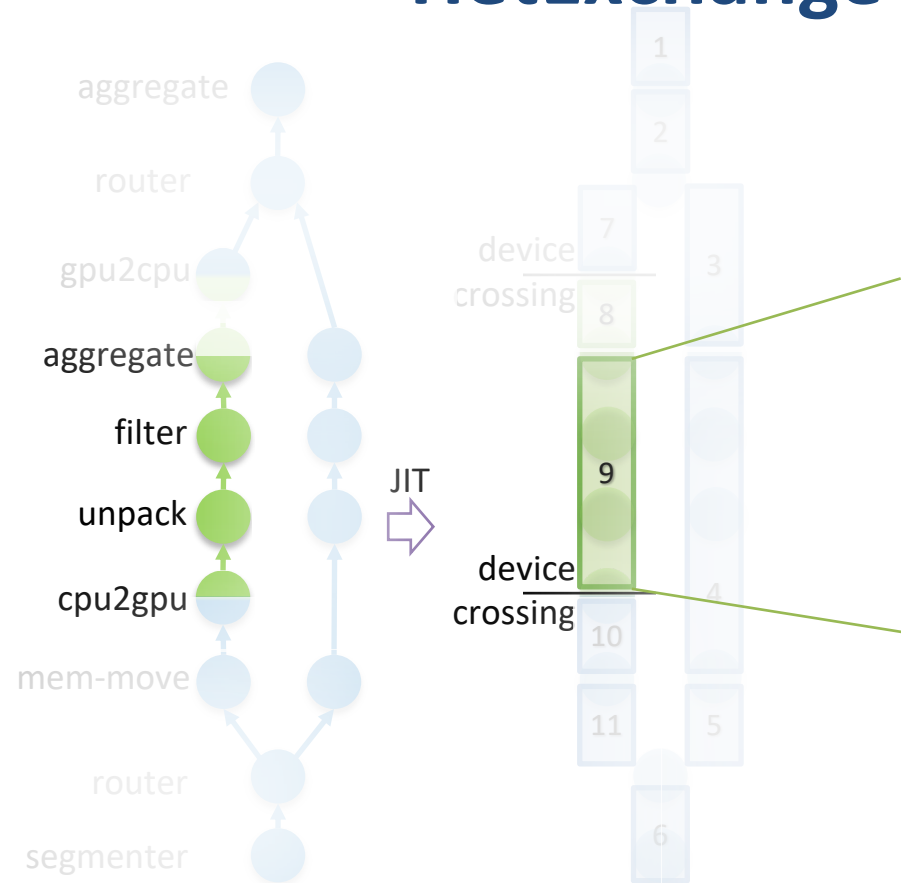 HetExchange
aggregate
router
gpu2cpu
aggregate
filter
unpack
cpu2gpu
mem-move
router
segmenter
JIT
1
2
7
device
crossing
3
8
9
device
crossing
4
10
11
5
6